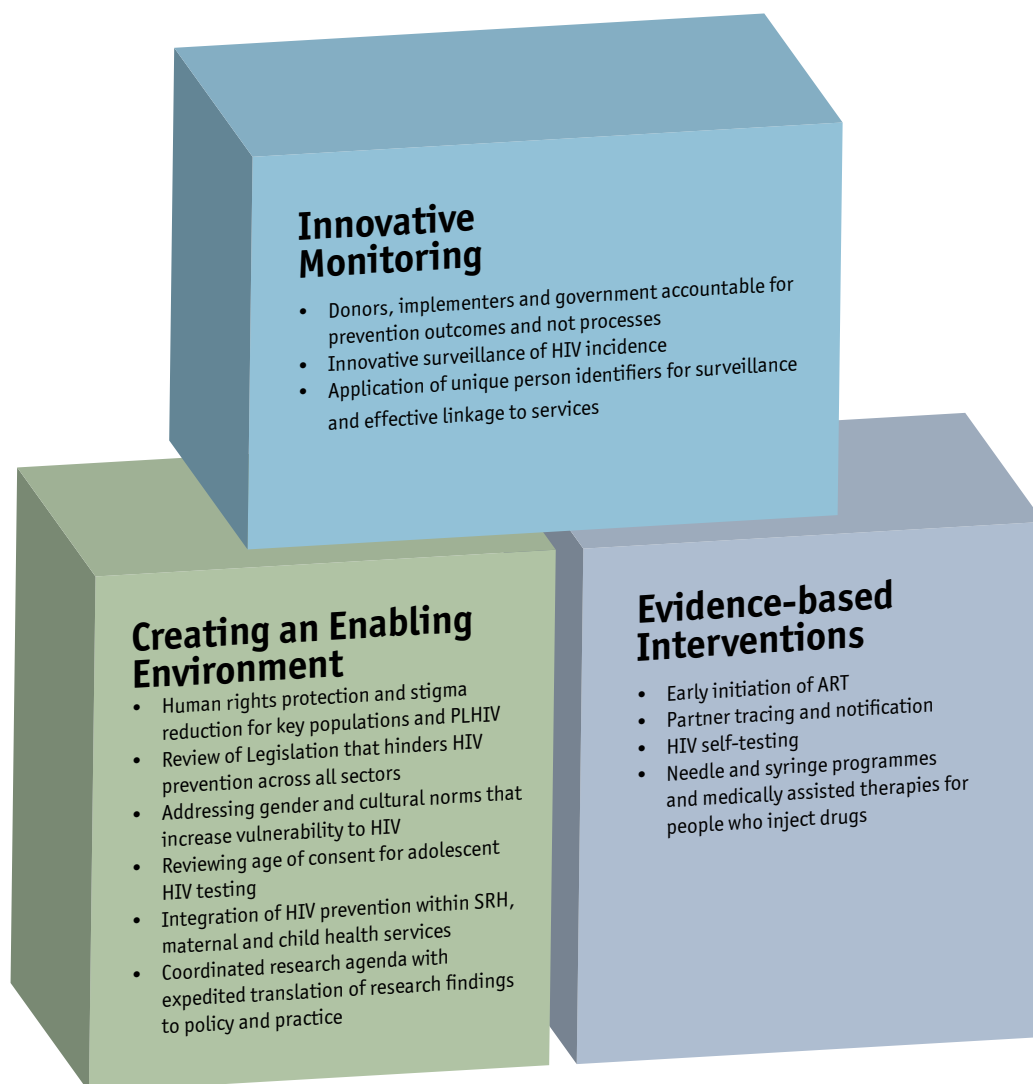 Innovative
Monitoring
• Donors, implementers and government accountable for
prevention outcomes and not processes
• Innovative surveillance of HIV incidence
• Application of unique person identifiers for surveillance
and effective linkage to services
Creating an Enabling
Environment
• Human rights protection and stigma
reduction for key populations and PLHIV
• Review of Legislation that hinders HIV
prevention across all sectors
• Addressing gender and cultural norms that
increase vulnerability to HIV
• Reviewing age of consent for adolescent
HIV testing
• Integration of HIV prevention within SRH,
maternal and child health services
• Coordinated research agenda with
expedited translation of research findings
to policy and practice
Evidence-based
Interventions
• Early initiation of ART
• Partner tracing and notification
• HIV self-testing
• Needle and syringe programmes
and medically assisted therapies for
people who inject drugs